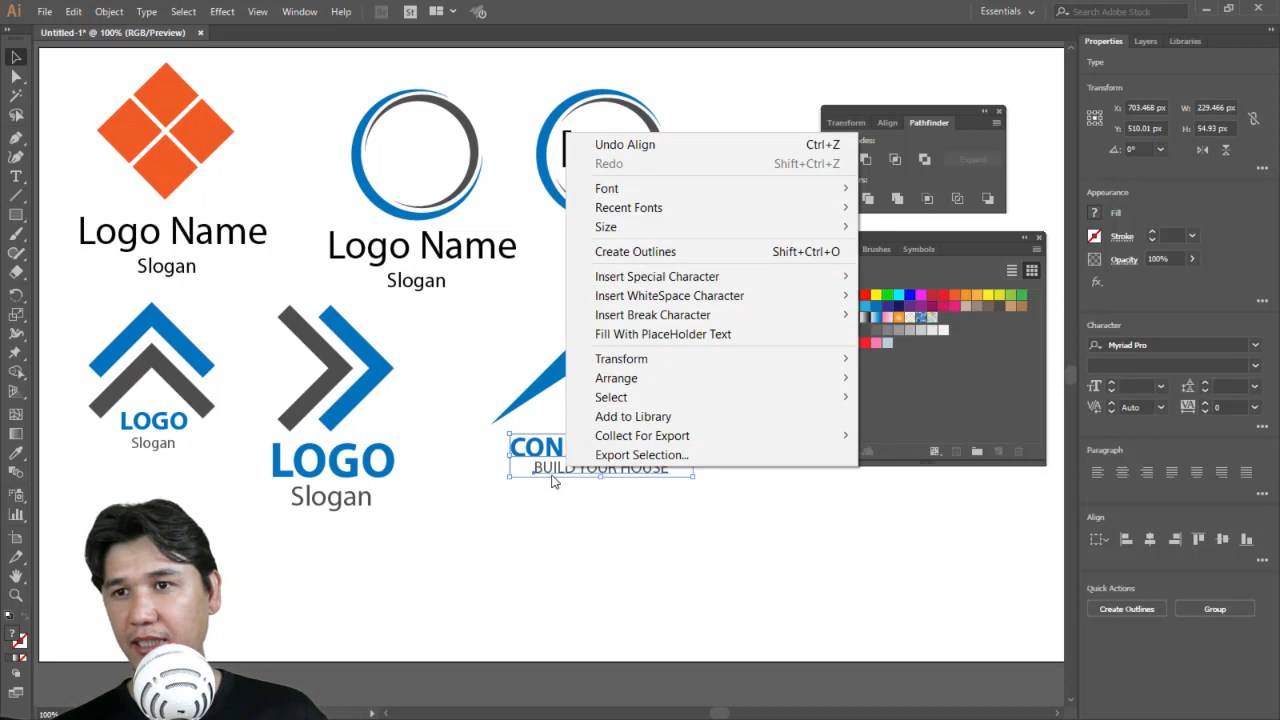 Ai File Edit Object Type Select Effect View Window Help Br St Essentials Search Adobe Stock
Untitled-1* @ 100% (RGB/Preview)
Properties Layers Libraries
Type
Transform
X: 703.468 px W: 229.466 px
Y: 510.01 px H: 54.93 px
0°
Appearance
? Fill
Stroke
Opacity 100%
fx.
Character
Myriad Pro
Auto 0
Paragraph
Align
Quick Actions
Create Outlines Group
Logo Name
Slogan
Logo Name
Slogan
LOGO
Slogan
LOGO
Slogan
CON
BUILD YOUR HOUSE
Undo Align Ctrl+Z
Redo Shift+Ctrl+Z
Font
Recent Fonts
Size
Create Outlines Shift+Ctrl+O
Insert Special Character
Insert WhiteSpace Character
Insert Break Character
Fill With PlaceHolder Text
Transform
Arrange
Select
Add to Library
Collect For Export
Export Selection...
Transform Align Pathfinder
odes:
Expand
Brushes Symbols
100%